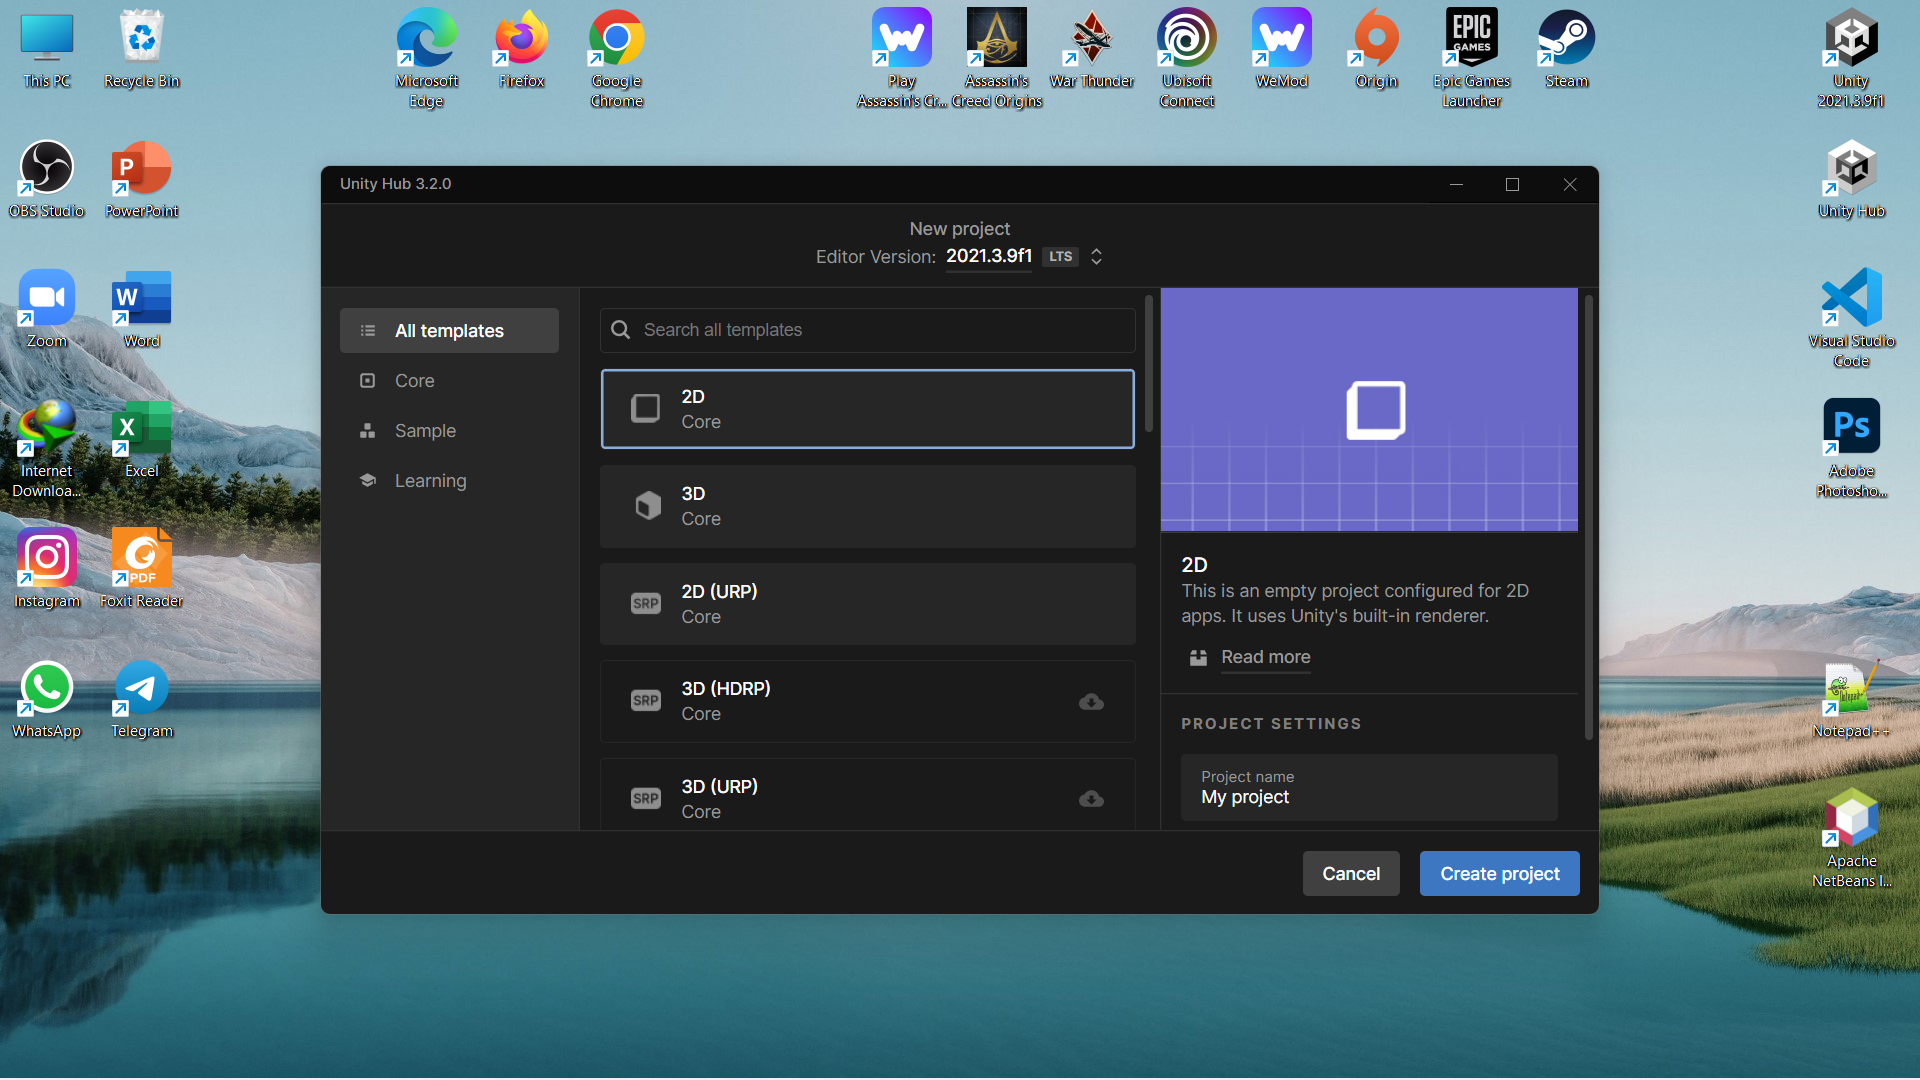 This PC
Recycle Bin
Microsoft
Edge
Firefox
Google
Chrome
Play
Assassin's Cr...
Assassin's
Creed Origins
War Thunder
Ubisoft
Connect
WeMod
Origin
EPIC
GAMES
Epic Games
Launcher
Steam
Unity
2021.3.9f1
OBS Studio
P
PowerPoint
Unity Hub
Zoom
W
Word
Visual Studio
Code
Internet
Downloa...
X
Excel
Ps
Adobe
Photosho...
Instagram
PDF
Foxit Reader
WhatsApp
Telegram
Notepad++
Apache
NetBeans I...
Unity Hub 3.2.0
New project
Editor Version: 2021.3.9f1 LTS
All templates
Core
Sample
Learning
Search all templates
2D
Core
3D
Core
SRP
2D (URP)
Core
SRP
3D (HDRP)
Core
SRP
3D (URP)
Core
2D
This is an empty project configured for 2D
apps. It uses Unity's built-in renderer.
Read more
PROJECT SETTINGS
Project name
My project
Cancel
Create project